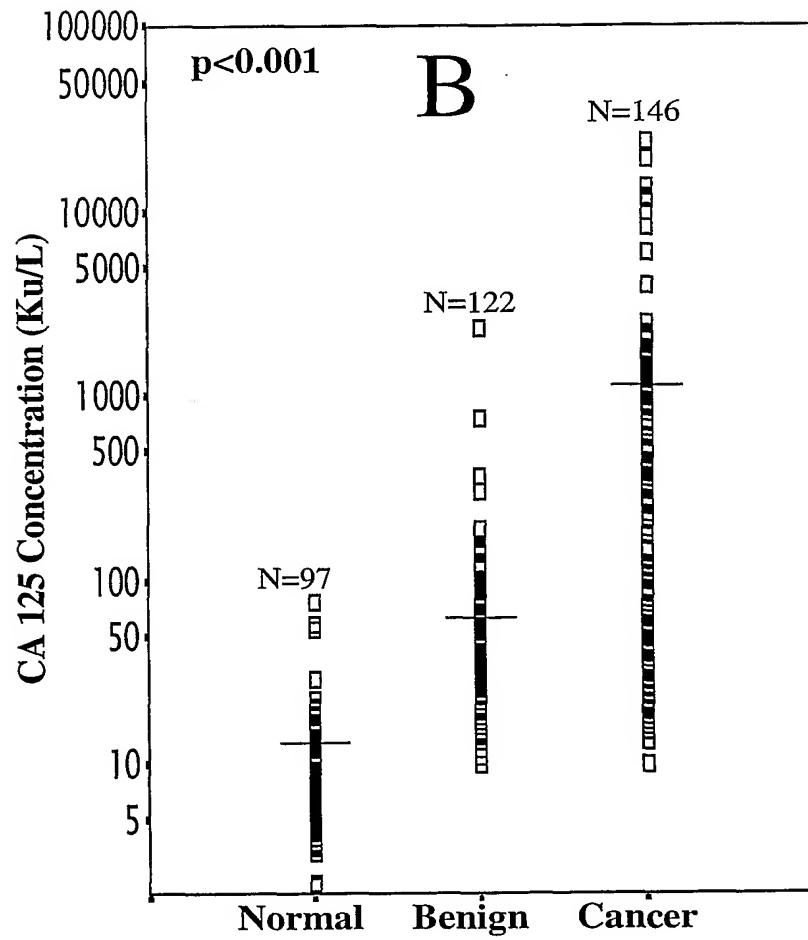 100000
p<0.001
B
50000
N=146
10000
5000
N=122
1000
500
N=97
100
50
10
5
CA 125 Concentration (Ku/L)
Normal Benign Cancer